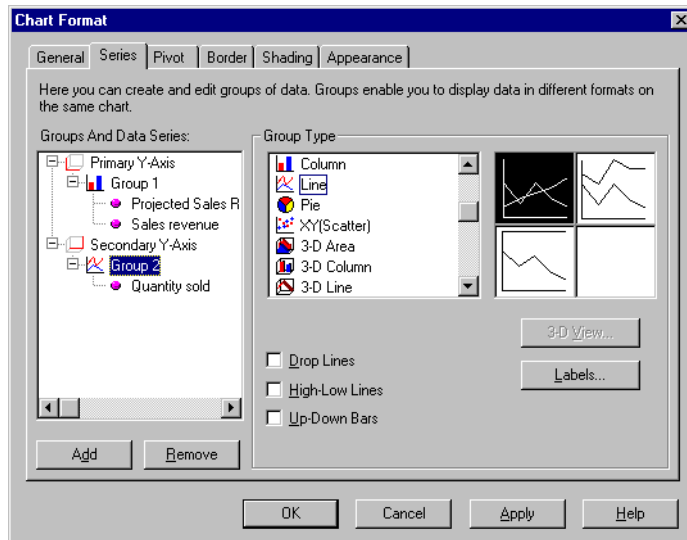 Chart Format
General Series Pivot Border Shading Appearance
Here you can create and edit groups of data. Groups enable you to display data in different formats on
the same chart.
Groups And Data Series:
Primary Y-Axis
Group 1
Projected Sales R
Sales revenue
Secondary Y-Axis
Group 2
Quantity sold
Add
Remove
Group Type
Column
Line
Pie
XY(Scatter)
3-D Area
3-D Column
3-D Line
Drop Lines
High-Low Lines
Up-Down Bars
3-D View...
Labels...
OK
Cancel
Apply
Help